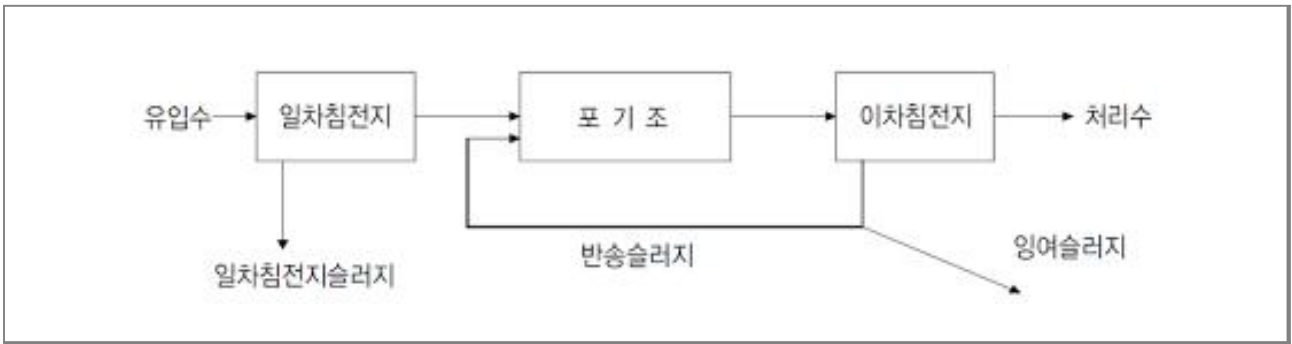 유입수
일차침전지
포 기 조
이차침전지
처리수
일차침전지슬러지
반송슬러지
잉여슬러지